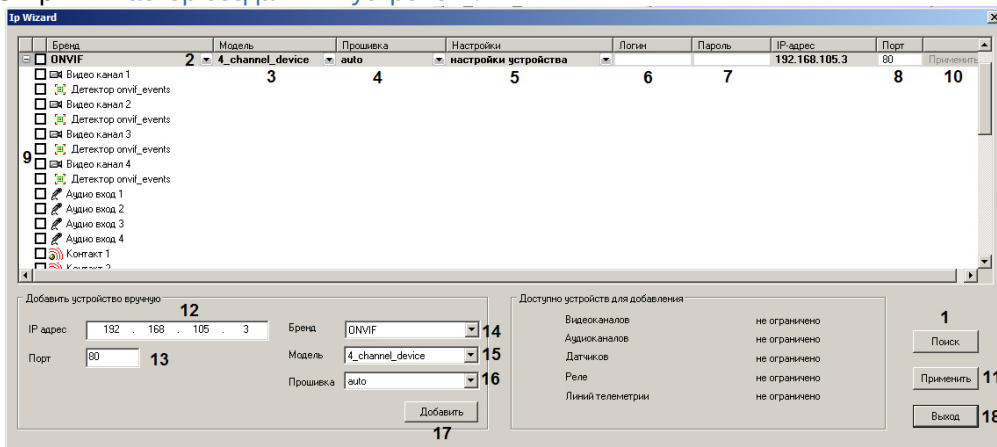 Ip Wizard
Бренд Модель Прошивка Настройки Логин Пароль IP-адрес Порт
ONVIF 2 4_channel_device auto настройки устройства 192.168.105.3 80 Применить
3 4 5 6 7 8 10
Видео канал 1
Детектор onvif_events
Видео канал 2
Детектор onvif_events
Видео канал 3
Детектор onvif_events
9
Видео канал 4
Детектор onvif_events
Аудио вход 1
Аудио вход 2
Аудио вход 3
Аудио вход 4
Контакт 1
Контакт 2
Добавить устройство вручную
12
IP адрес 192 . 168 . 105 . 3
Порт 80 13
Бренд ONVIF 14
Модель 4_channel_device 15
Прошивка auto 16
Добавить
17
Доступно устройств для добавления
Видеоканалов не ограничено
Аудиоканалов не ограничено
Датчиков не ограничено
Реле не ограничено
Линий телеметрии не ограничено
1
Поиск
Применить 11
Выход 18